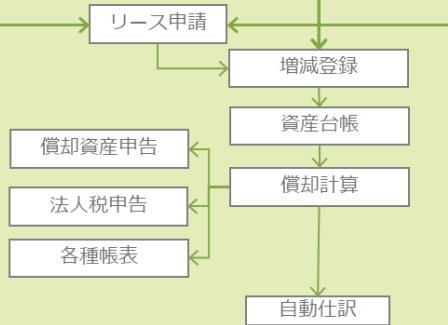 リース申請
増減登録
資産台帳
償却資産申告
償却計算
法人税申告
各種帳表
自動仕訳